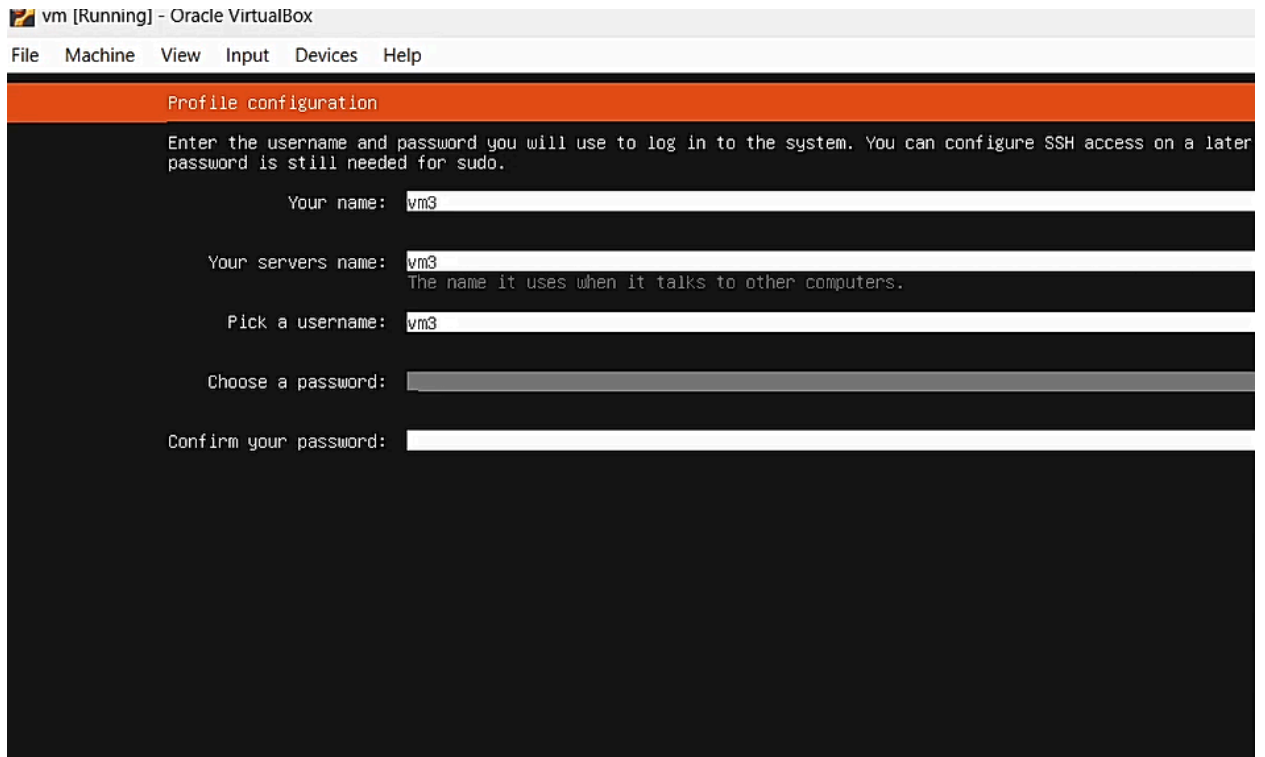 vm [Running] - Oracle VirtualBox
File Machine View Input Devices Help
Profile configuration
Enter the username and password you will use to log in to the system. You can configure SSH access on a later
password is still needed for sudo.
Your name: vm3
Your servers name: vm3
The name it uses when it talks to other computers.
Pick a username: vm3
Choose a password:
Confirm your password: